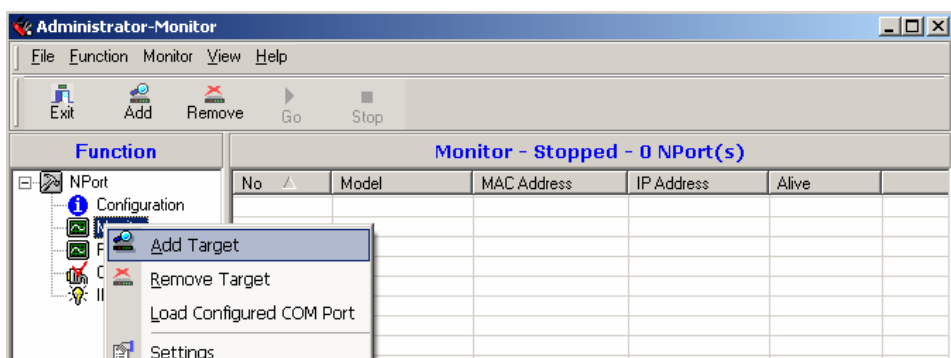 Administrator-Monitor
File Function Monitor View Help
Exit Add Remove Go Stop
Function
Monitor - Stopped - 0 NPort(s)
NPort
No Model MAC Address IP Address Alive
Configuration
Add Target
Remove Target
Load Configured COM Port
Settings